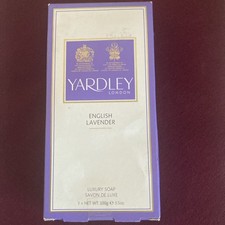 YARDLEY
LONDON
ENGLISH
LAVENDER
LUXURY SOAP
SAVON DE LUXE